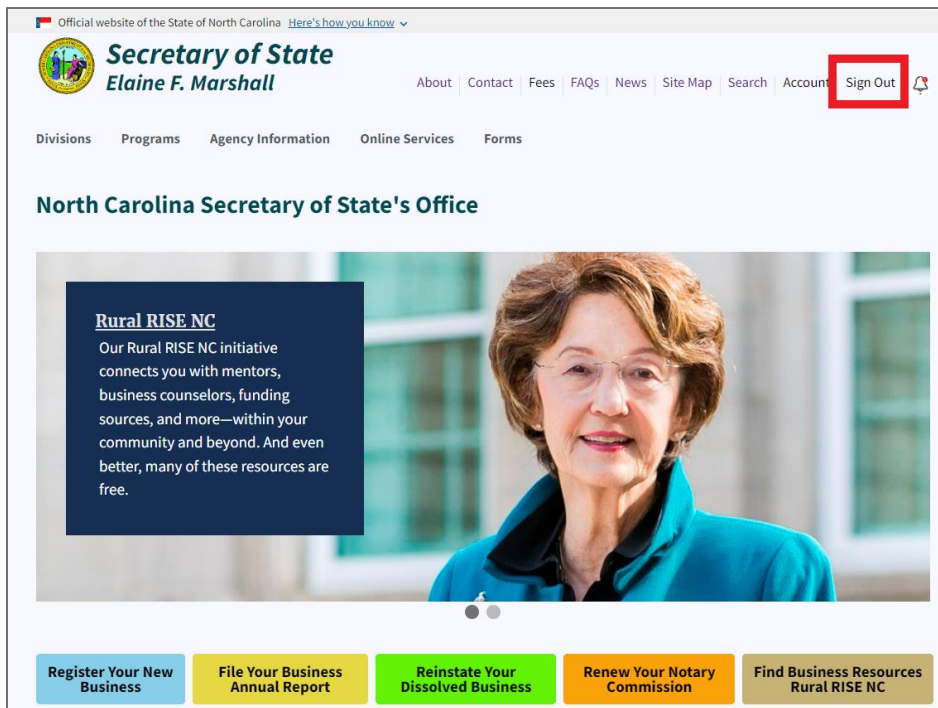 Official website of the State of North Carolina Here's how you know
Secretary of State
Elaine F. Marshall
About Contact Fees FAQs News Site Map Search Account Sign Out
Divisions Programs Agency Information Online Services Forms
North Carolina Secretary of State's Office
Rural RISE NC
Our Rural RISE NC initiative
connects you with mentors,
business counselors, funding
sources, and more—within your
community and beyond. And even
better, many of these resources are
free.
Register Your New
Business
File Your Business
Annual Report
Reinstate Your
Dissolved Business
Renew Your Notary
Commission
Find Business Resources
Rural RISE NC